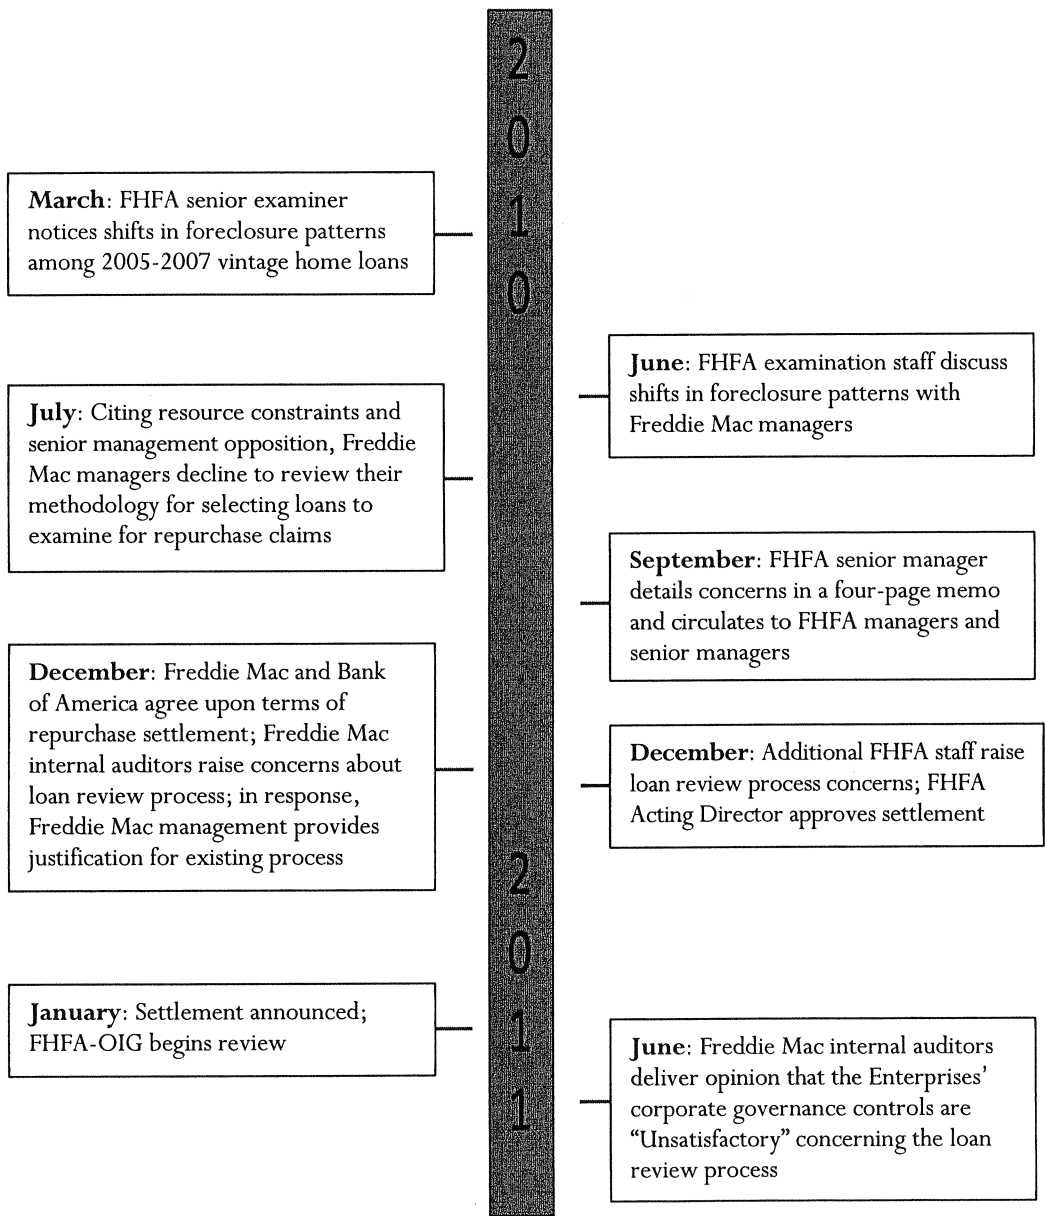 2
0
1
0
March: FHFA senior examiner
notices shifts in foreclosure patterns
among 2005-2007 vintage home loans
June: FHFA examination staff discuss
shifts in foreclosure patterns with
Freddie Mac managers
July: Citing resource constraints and
senior management opposition, Freddie
Mac managers decline to review their
methodology for selecting loans to
examine for repurchase claims
September: FHFA senior manager
details concerns in a four-page memo
and circulates to FHFA managers and
senior managers
December: Freddie Mac and Bank
of America agree upon terms of
repurchase settlement; Freddie Mac
internal auditors raise concerns about
loan review process; in response,
Freddie Mac management provides
justification for existing process
December: Additional FHFA staff raise
loan review process concerns; FHFA
Acting Director approves settlement
2
0
1
1
January: Settlement announced;
FHFA-OIG begins review
June: Freddie Mac internal auditors
deliver opinion that the Enterprises’
corporate governance controls are
“Unsatisfactory” concerning the loan
review process